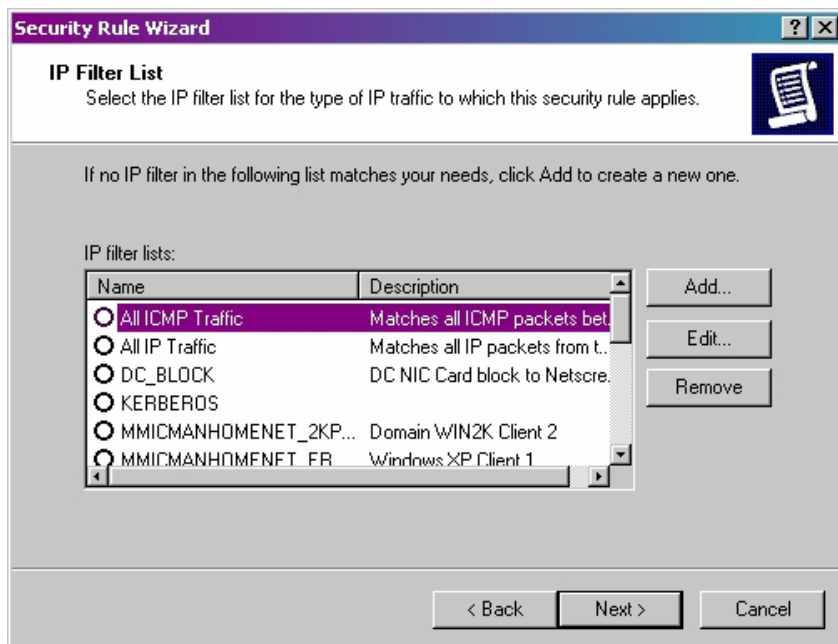 Security Rule Wizard
IP Filter List
Select the IP filter list for the type of IP traffic to which this security rule applies.
If no IP filter in the following list matches your needs, click Add to create a new one.
IP filter lists:
Name Description
All ICMP Traffic Matches all ICMP packets bet.
All IP Traffic Matches all IP packets from t..
DC_BLOCK DC NIC Card block to Netscre.
KERBEROS
MMICMANHOMENET_2KP... Domain WIN2K Client 2
MMICMANHOMENET_FR Windows XP Client 1
Add...
Edit...
Remove
< Back Next > Cancel